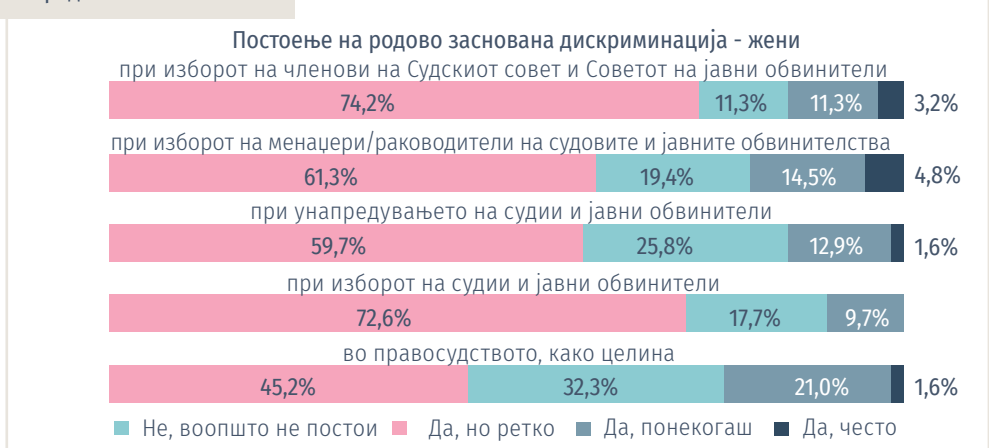 Постоење на родово заснована дискриминација - жени
при изборот на членови на Судскиот совет и Советот на јавни обвинители
74,2% 11,3% 11,3% 3,2%
при изборот на менаџери/раководители на судовите и јавните обвинителства
61,3% 19,4% 14,5% 4,8%
при унапредувањето на судии и јавни обвинители
59,7% 25,8% 12,9% 1,6%
при изборот на судии и јавни обвинители
72,6% 17,7% 9,7%
во правосудството, како целина
45,2% 32,3% 21,0% 1,6%
Не, воопшто не постои Да, но ретко Да, понекогаш Да, често